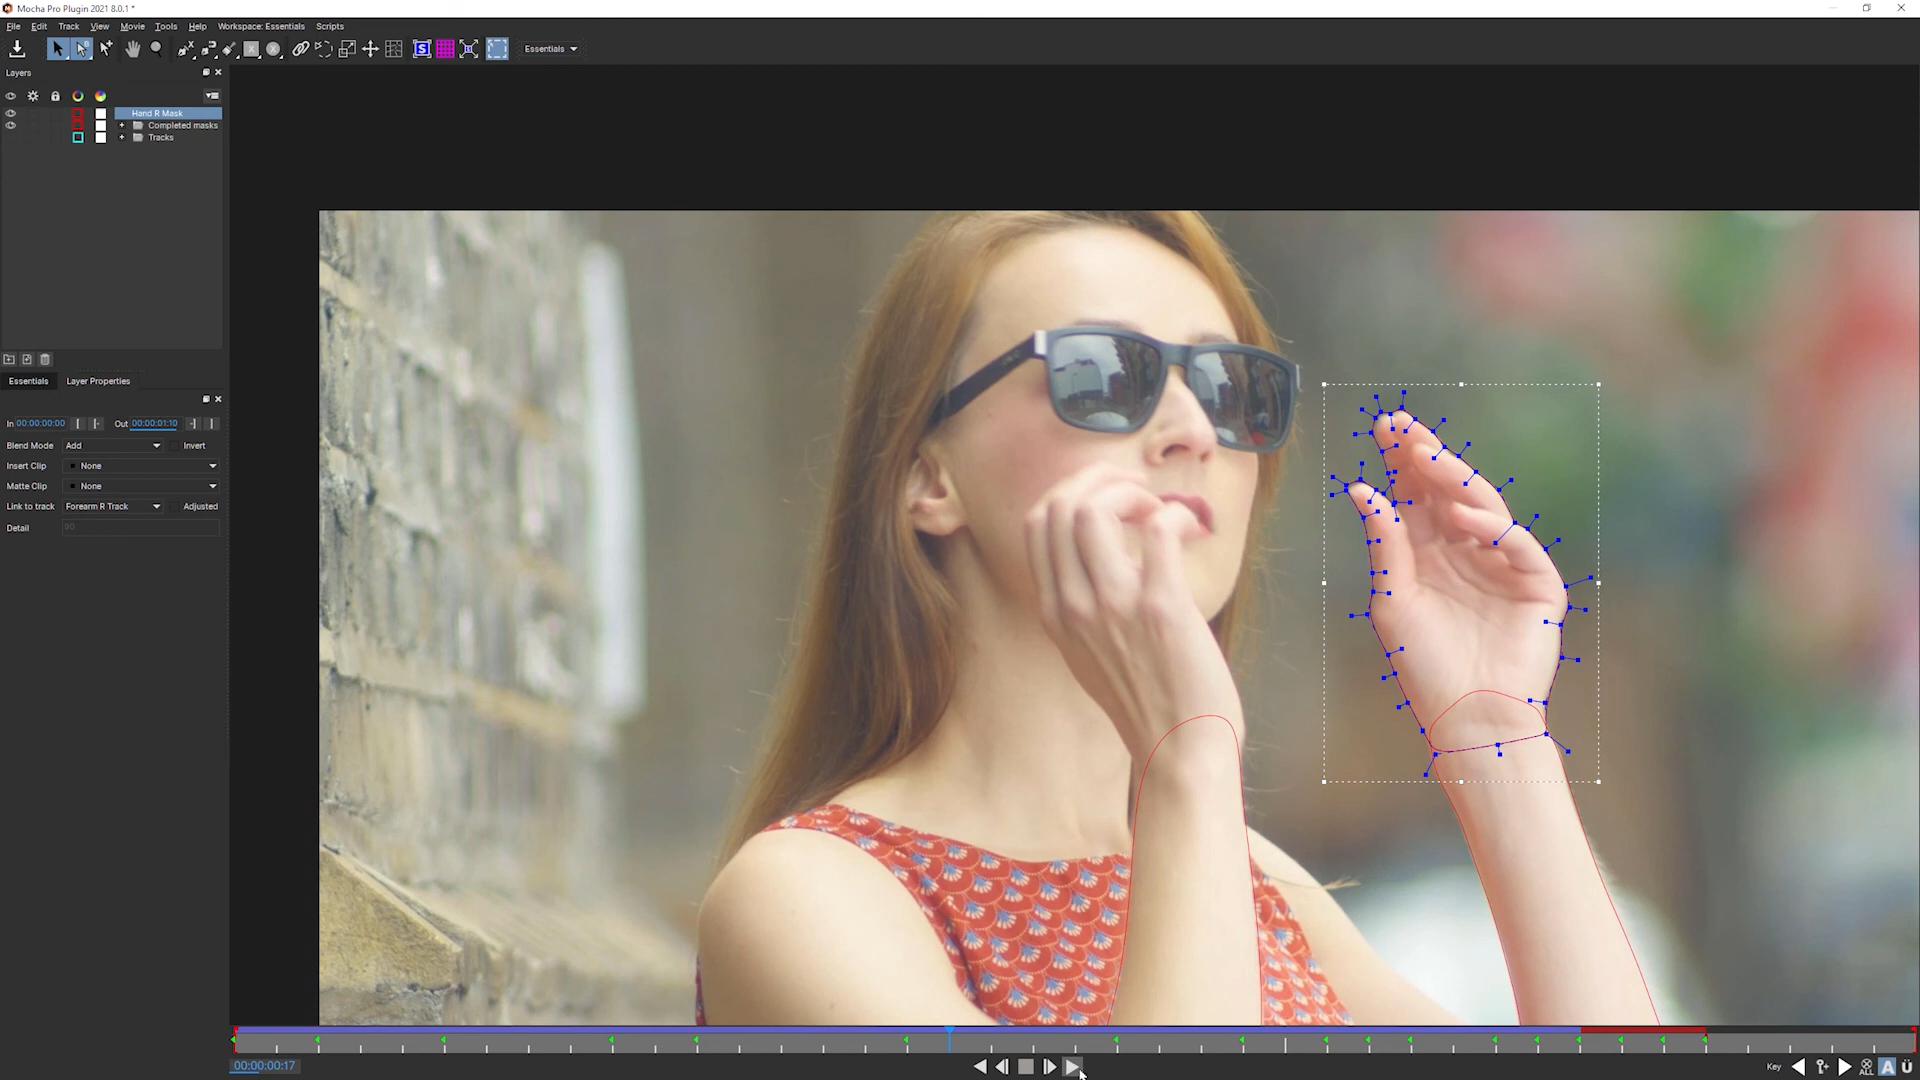 Mocha Pro Plugin 2021 8.0.1 *
File Edit Track View Movie Tools Help Workspace: Essentials Scripts
S Essentials
Layers
Hand R Mask
Completed masks
Tracks
Essentials Layer Properties
In 00:00:00:00 Out 00:00:01:10
Blend Mode Add Invert
Insert Clip None
Matte Clip None
Link to track Forearm R Track Adjusted
Detail 90
00:00:00:17
Key ALL A Ü